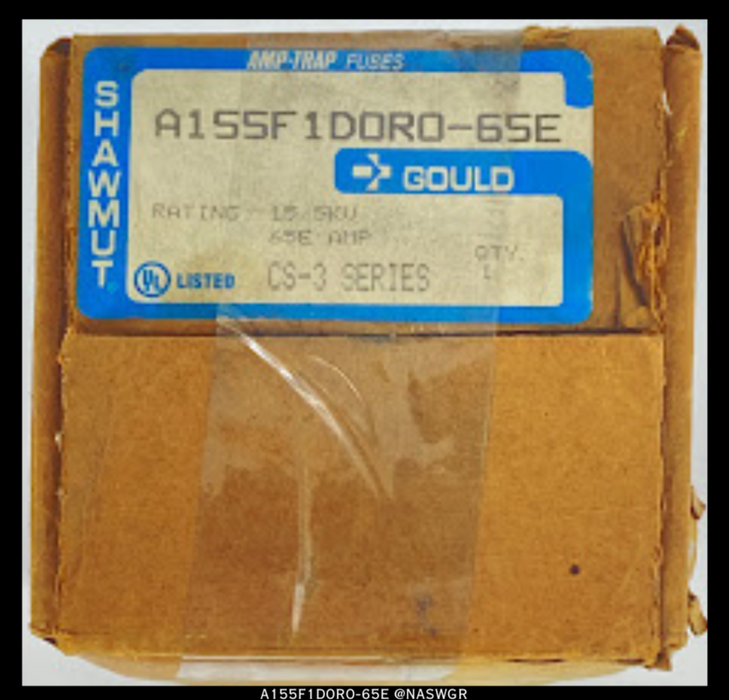 AMP-TRAP FUSES
SHAWMUT
A155F1DORO-65E
GOULD
RATING - 15.5KV
65E AMP
QTY.
UL LISTED CS-3 SERIES 1
A155F1DORO-65E @NASWGR